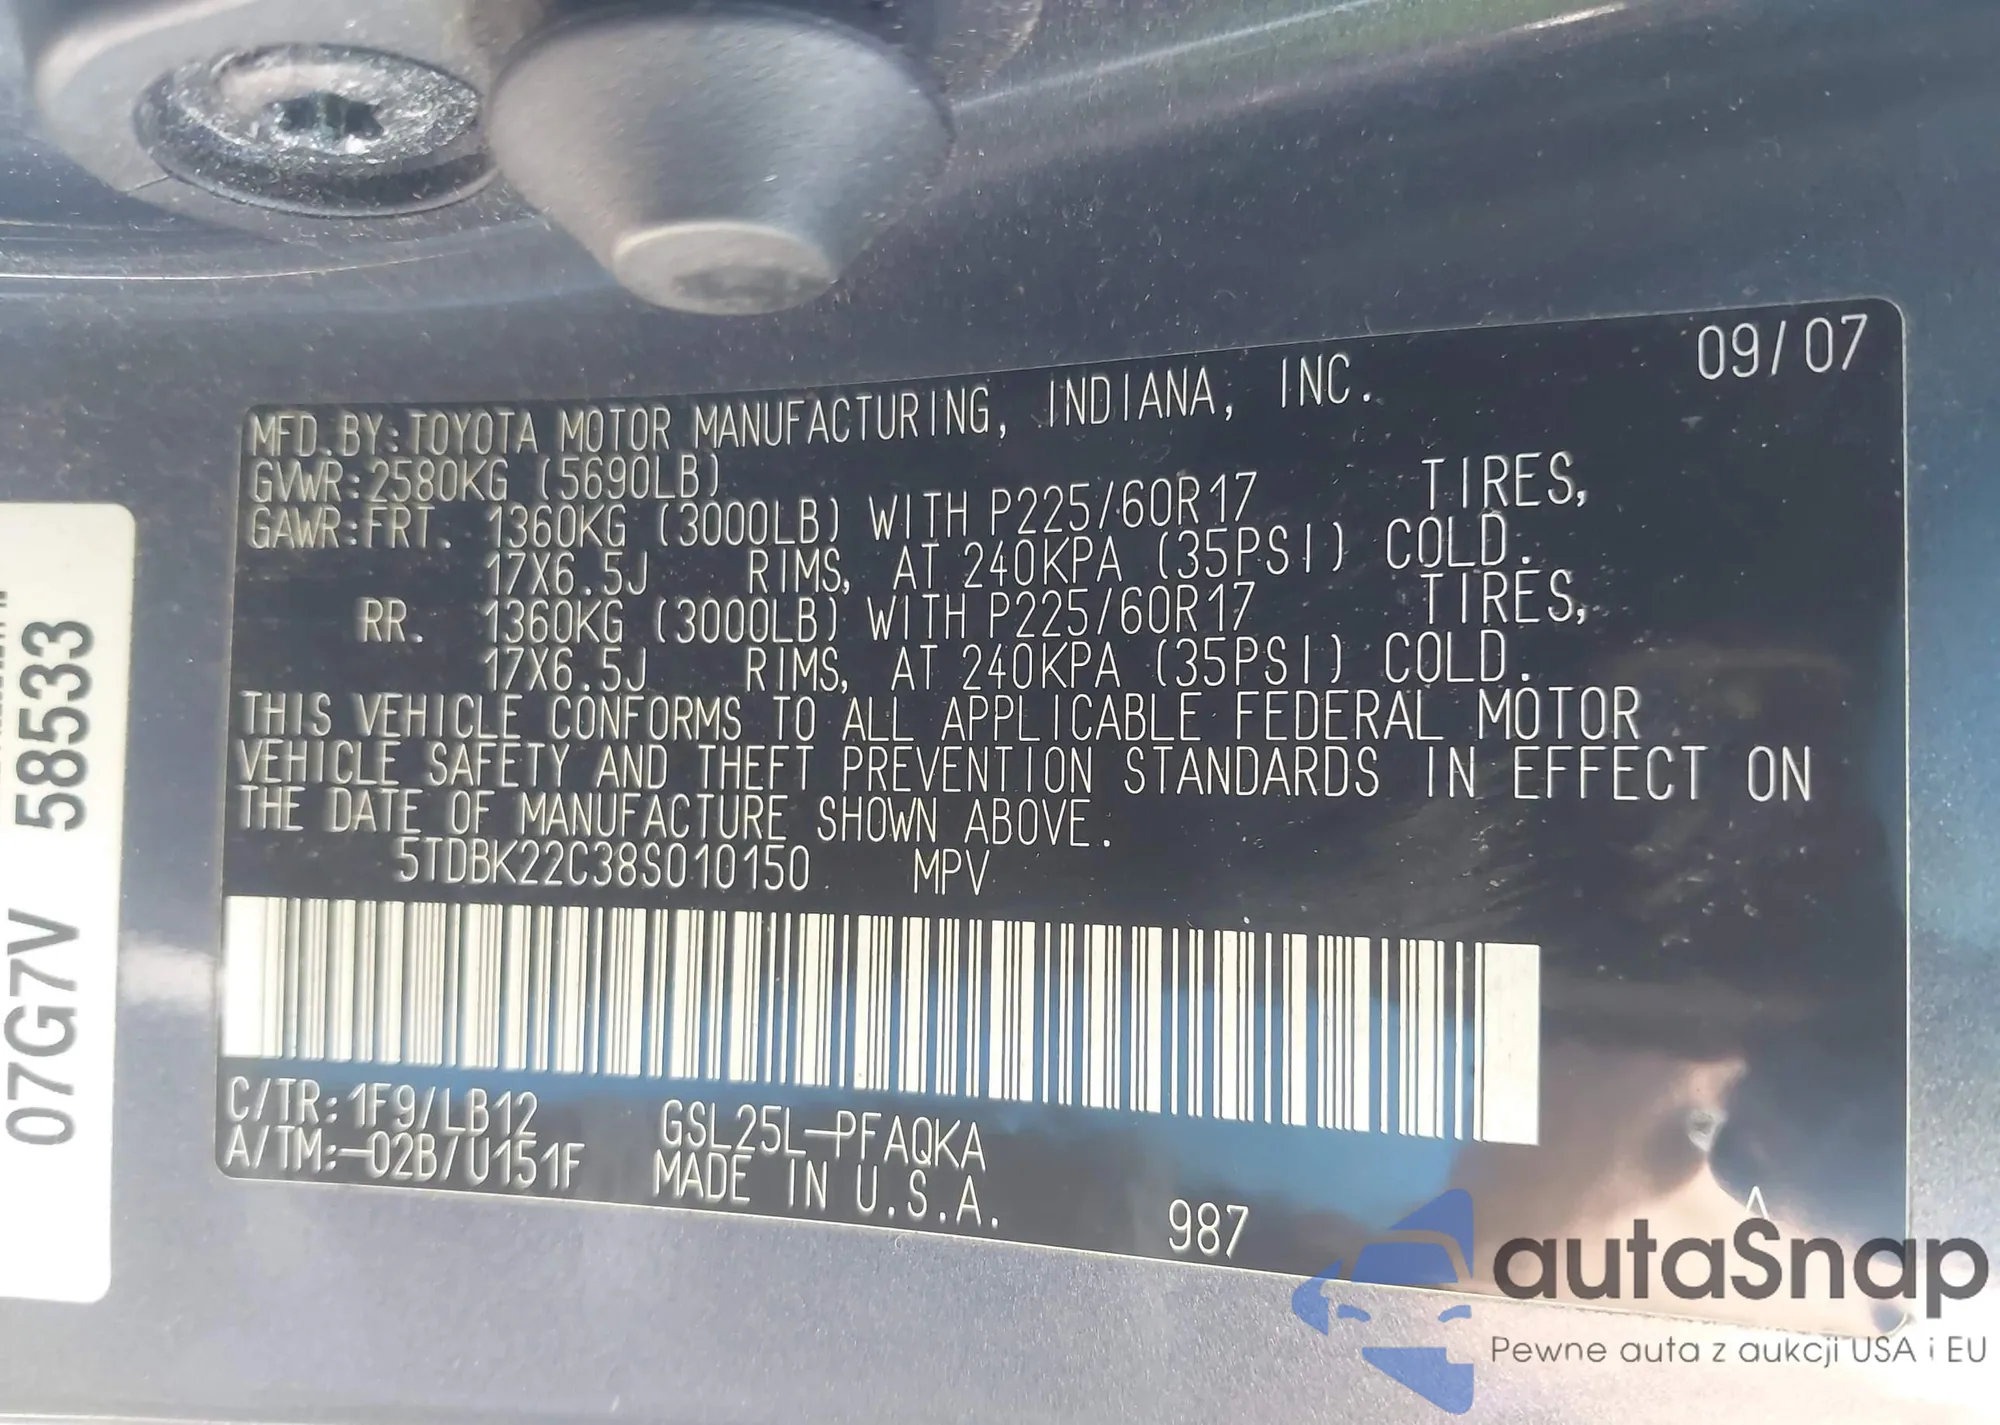 09/07
MFD.BY:TOYOTA MOTOR MANUFACTURING, INDIANA, INC.
GVWR:2580KG (5690LB)
GAWR:FRT. 1360KG (3000LB) WITH P225/60R17 TIRES,
17X6.5J RIMS, AT 240KPA (35PSI) COLD.
RR. 1360KG (3000LB) WITH P225/60R17 TIRES,
17X6.5J RIMS, AT 240KPA (35PSI) COLD.
THIS VEHICLE CONFORMS TO ALL APPLICABLE FEDERAL MOTOR
VEHICLE SAFETY AND THEFT PREVENTION STANDARDS IN EFFECT ON
THE DATE OF MANUFACTURE SHOWN ABOVE.
5TDBK22C38S010150 MPV
C/TR:1F9/LB12 GSL25L-PFAQKA
A/TM:-02B/U151F MADE IN U.S.A.
987
A
07G7V 58533
autoSnap
Pewne auta z aukcji USA i EU